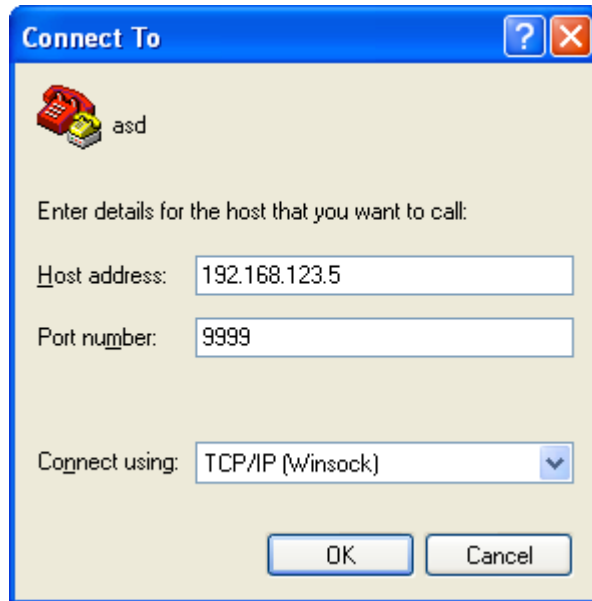 Connect To
asd
Enter details for the host that you want to call:
Host address: 192.168.123.5
Port number: 9999
Connect using: TCP/IP (Winsock)
OK Cancel